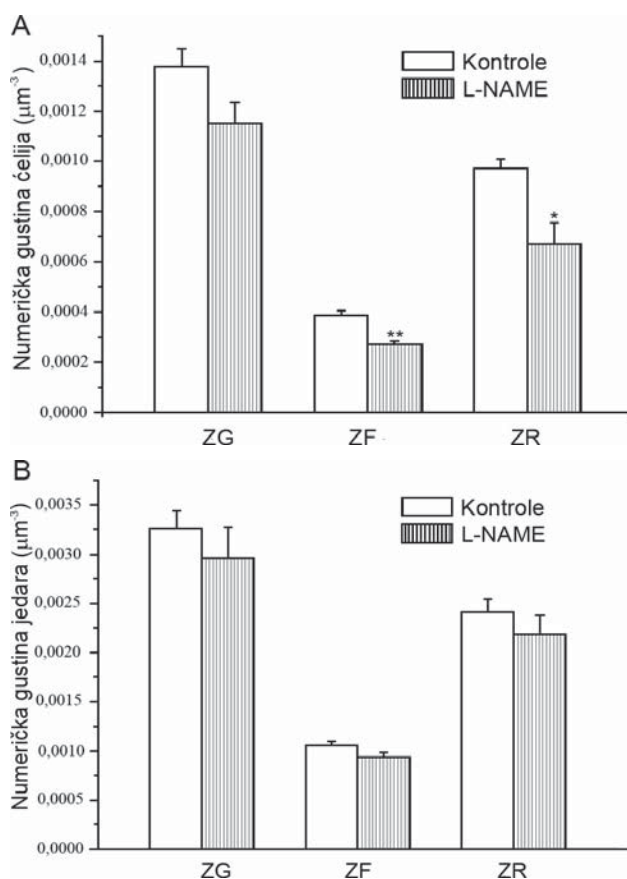 A
Numerička gustina ćelija (μm⁻³)
0,0014
0,0012
0,0010
0,0008
0,0006
0,0004
0,0002
0,0000
Kontrole
L-NAME
**
*
ZG
ZF
ZR
B
Numerička gustina jedara (μm⁻³)
0,0035
0,0030
0,0025
0,0020
0,0015
0,0010
0,0005
0,0000
Kontrole
L-NAME
ZG
ZF
ZR